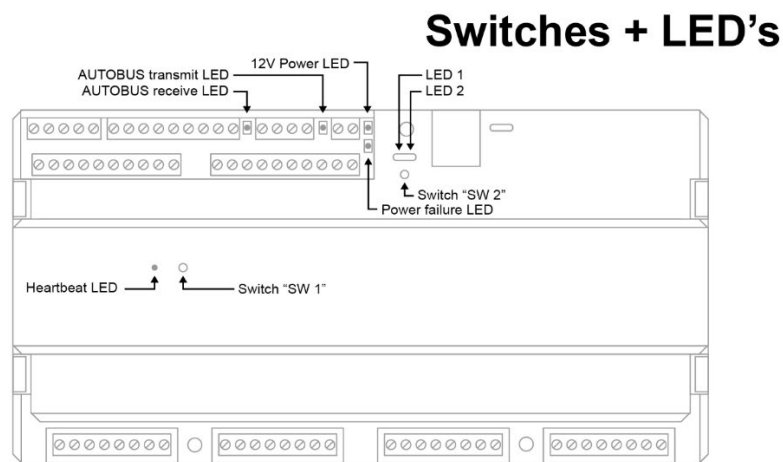 Switches + LED’s
12V Power LED
AUTOBUS transmit LED
AUTOBUS receive LED
LED 1
LED 2
Switch “SW 2”
Power failure LED
Heartbeat LED
Switch “SW 1”